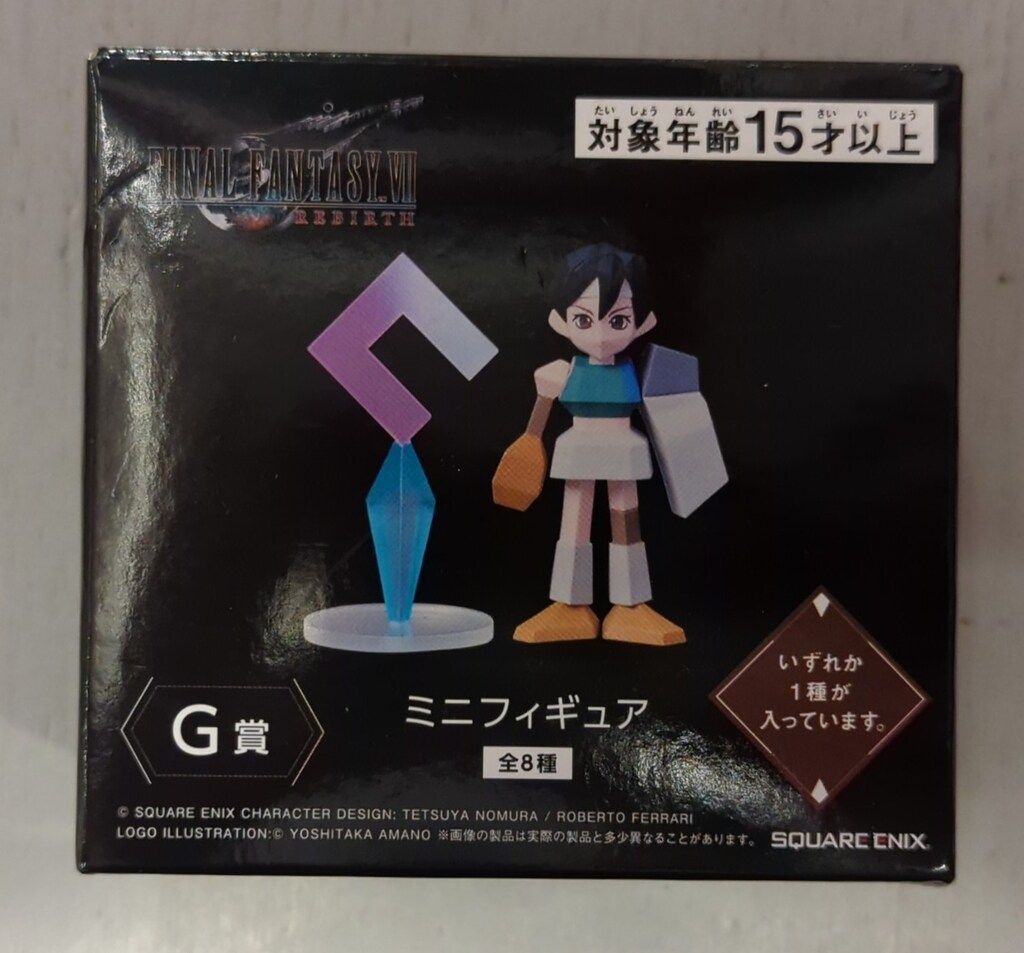 FINAL FANTASY VII
REBIRTH
たい しょう ねん れい さい い じょう
対象年齢15才以上
いずれか
1種が
入っています。
G賞
ミニフィギュア
全8種
© SQUARE ENIX CHARACTER DESIGN: TETSUYA NOMURA / ROBERTO FERRARI
LOGO ILLUSTRATION:© YOSHITAKA AMANO ※画像の製品は実際の製品と多少異なることがあります。
SQUARE ENIX.